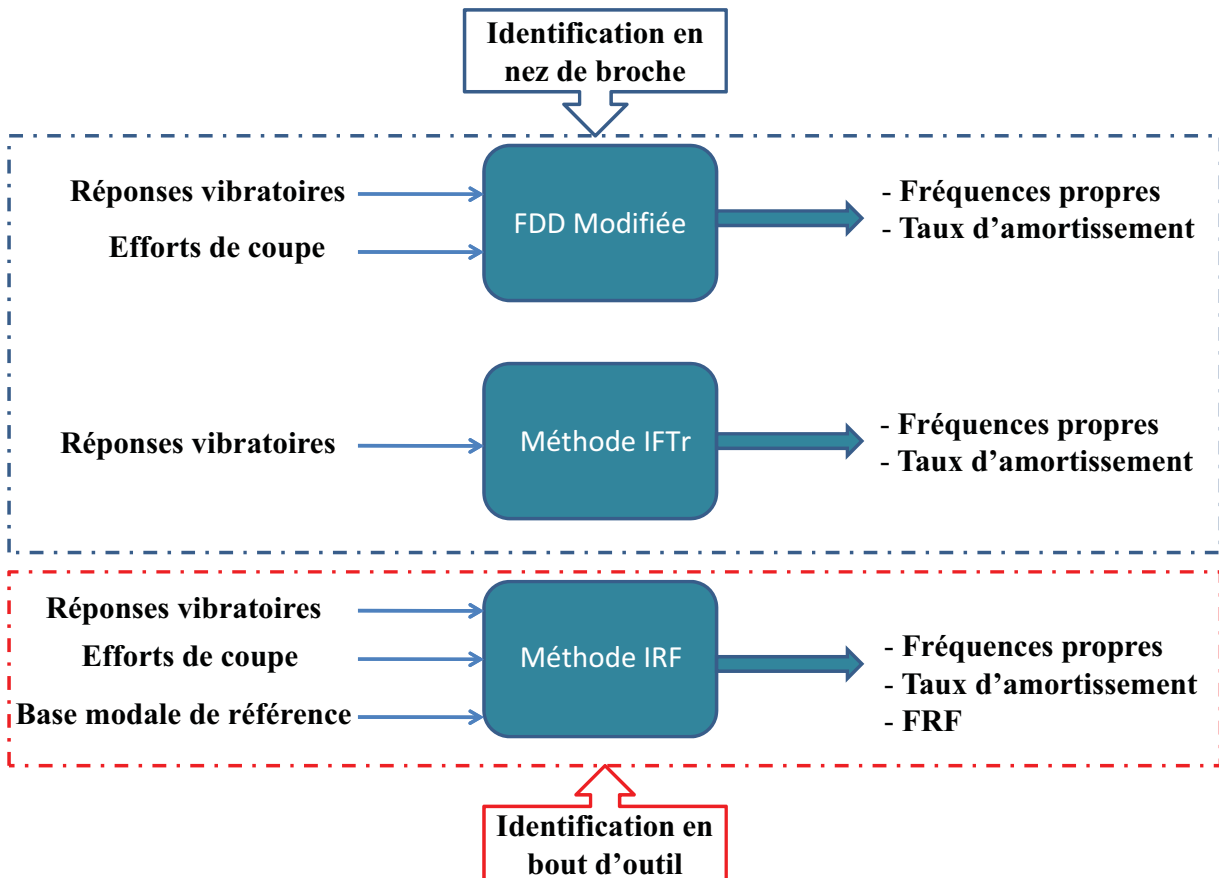 Identification en
nez de broche
Réponses vibratoires
Efforts de coupe
FDD Modifiée
- Fréquences propres
- Taux d’amortissement
Réponses vibratoires
Méthode IFTr
- Fréquences propres
- Taux d’amortissement
Réponses vibratoires
Efforts de coupe
Base modale de référence
Méthode IRF
- Fréquences propres
- Taux d’amortissement
- FRF
Identification en
bout d’outil